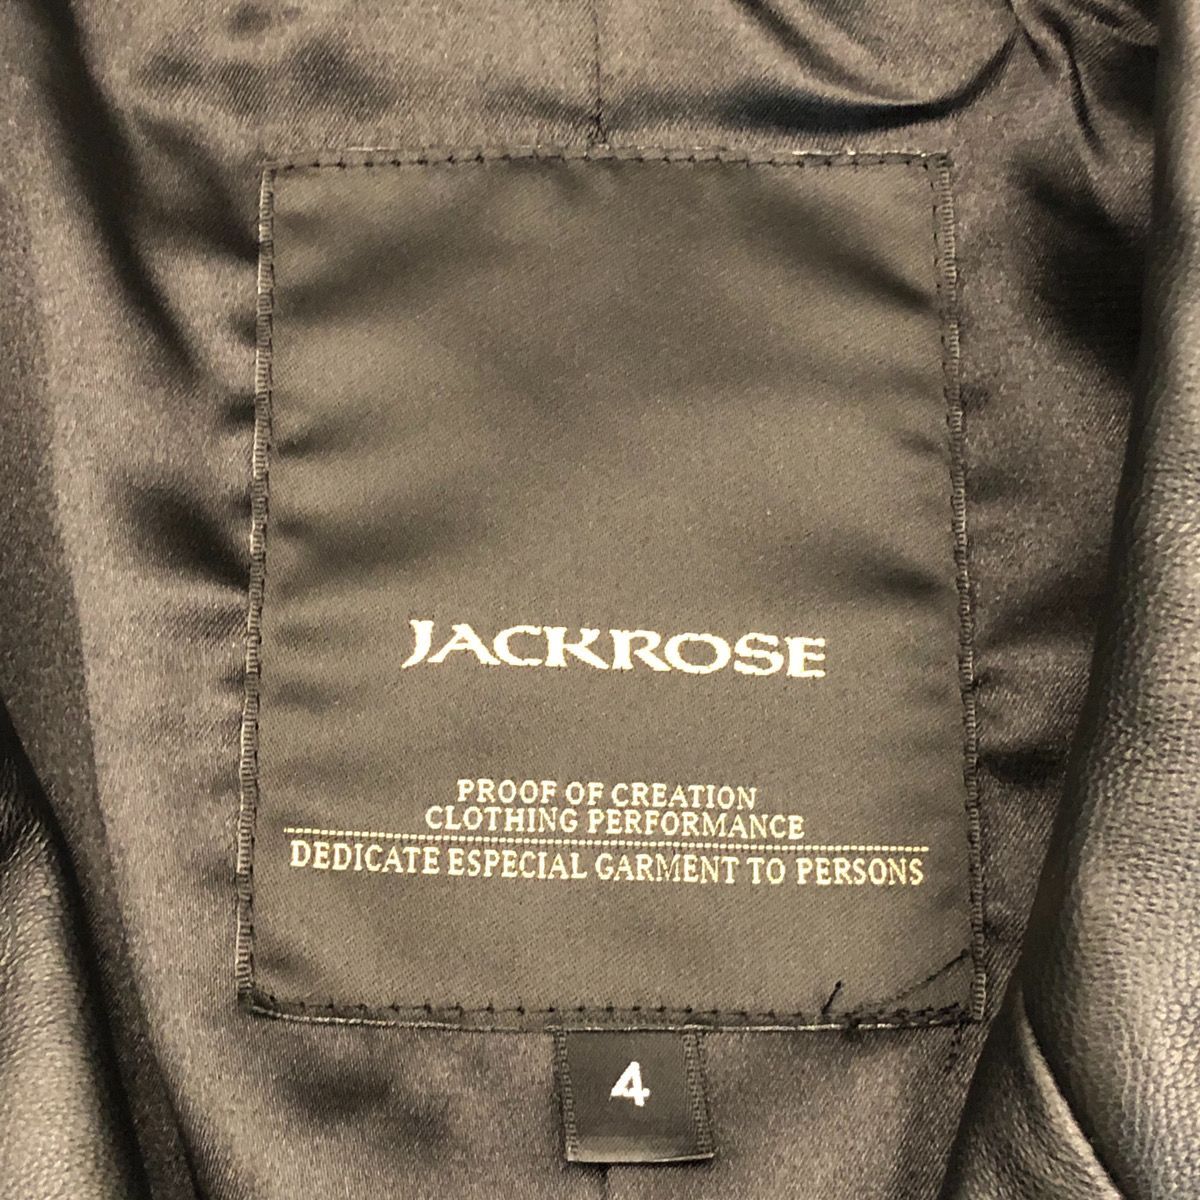 JACKROSE
PROOF OF CREATION
CLOTHING PERFORMANCE
DEDICATE ESPECIAL GARMENT TO PERSONS
4